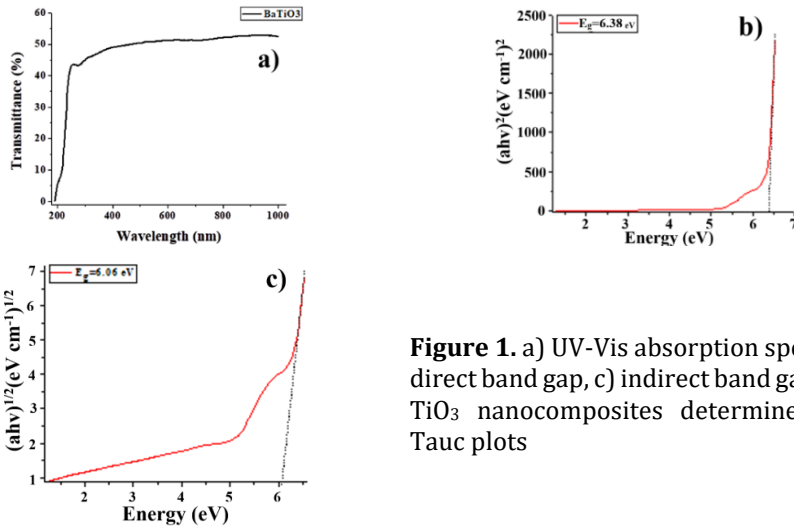 BaTiO3
a)
Transmittance (%)
60
50
40
30
20
10
0
200 400 600 800 1000
Wavelength (nm)
E_g=6.38 eV
b)
(ahv)²(eV cm⁻¹)²
2500
2000
1500
1000
500
0
2 3 4 5 6 7
Energy (eV)
E_g=6.06 eV
c)
(ahv)^1/2(eV cm⁻¹)^1/2
7
6
5
4
3
2
1
2 3 4 5 6
Energy (eV)
Figure 1. a) UV-Vis absorption spe
direct band gap, c) indirect band ga
TiO₃ nanocomposites determine
Tauc plots